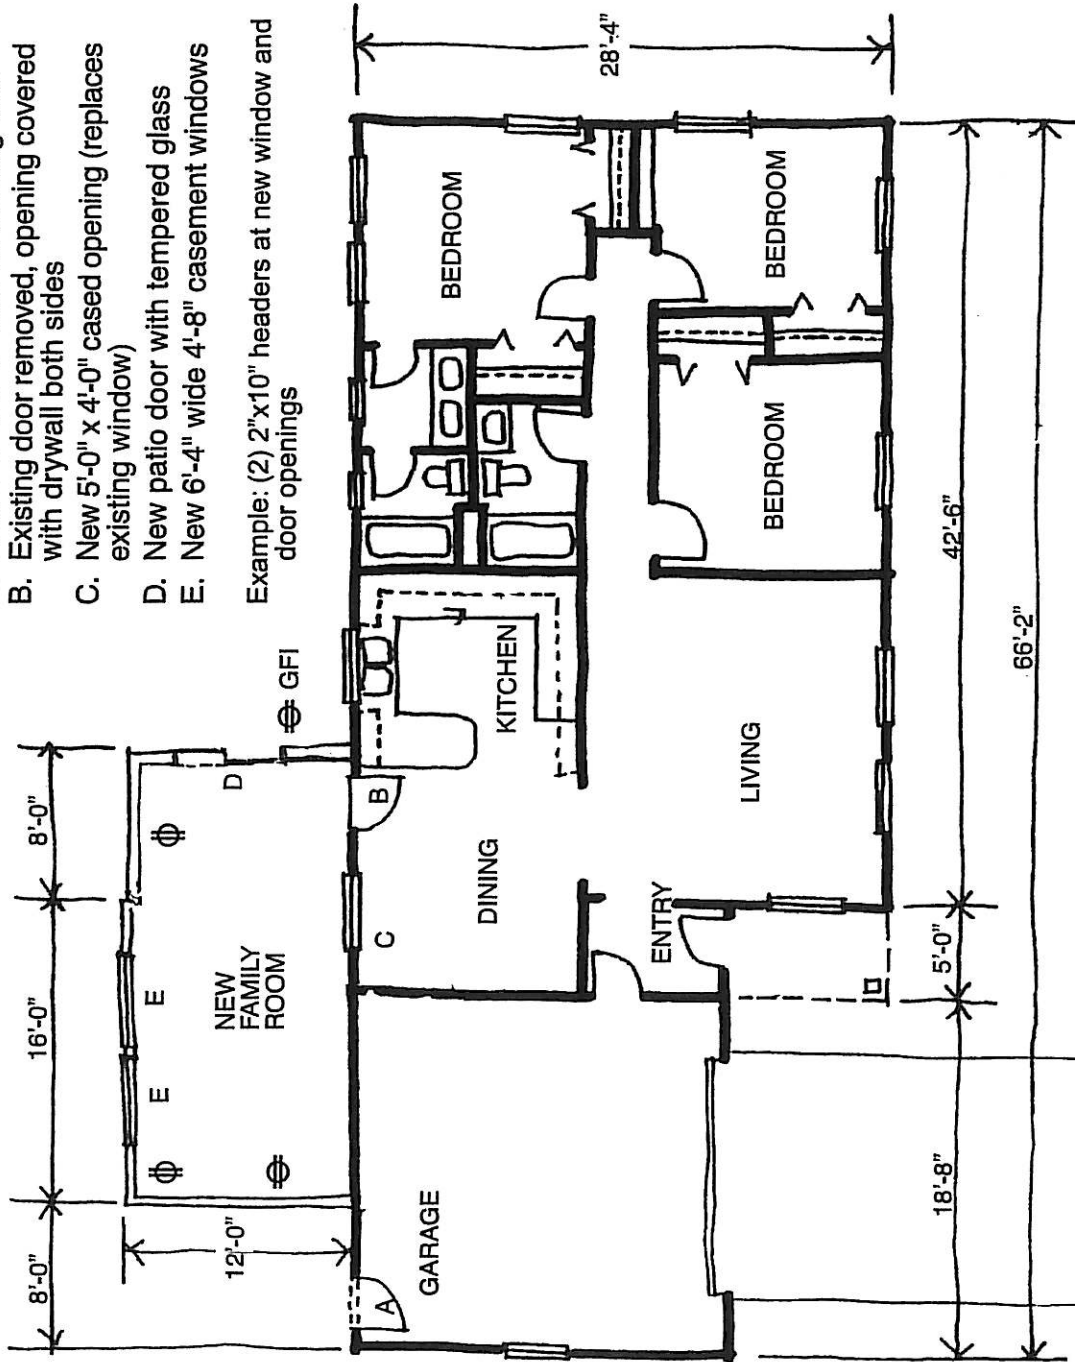 B. Existing door removed, opening covered
with drywall both sides
C. New 5'-0" x 4'-0" cased opening (replaces
existing window)
D. New patio door with tempered glass
E. New 6'-4" wide 4'-8" casement windows
Example: (2) 2"x10" headers at new window and
door openings
8'-0"
16'-0"
8'-0"
12'-0"
E
E
D
NEW
FAMILY
ROOM
GFI
A
C
B
GARAGE
DINING
KITCHEN
BEDROOM
ENTRY
LIVING
BEDROOM
BEDROOM
28'-4"
18'-8"
5'-0"
42'-6"
66'-2"